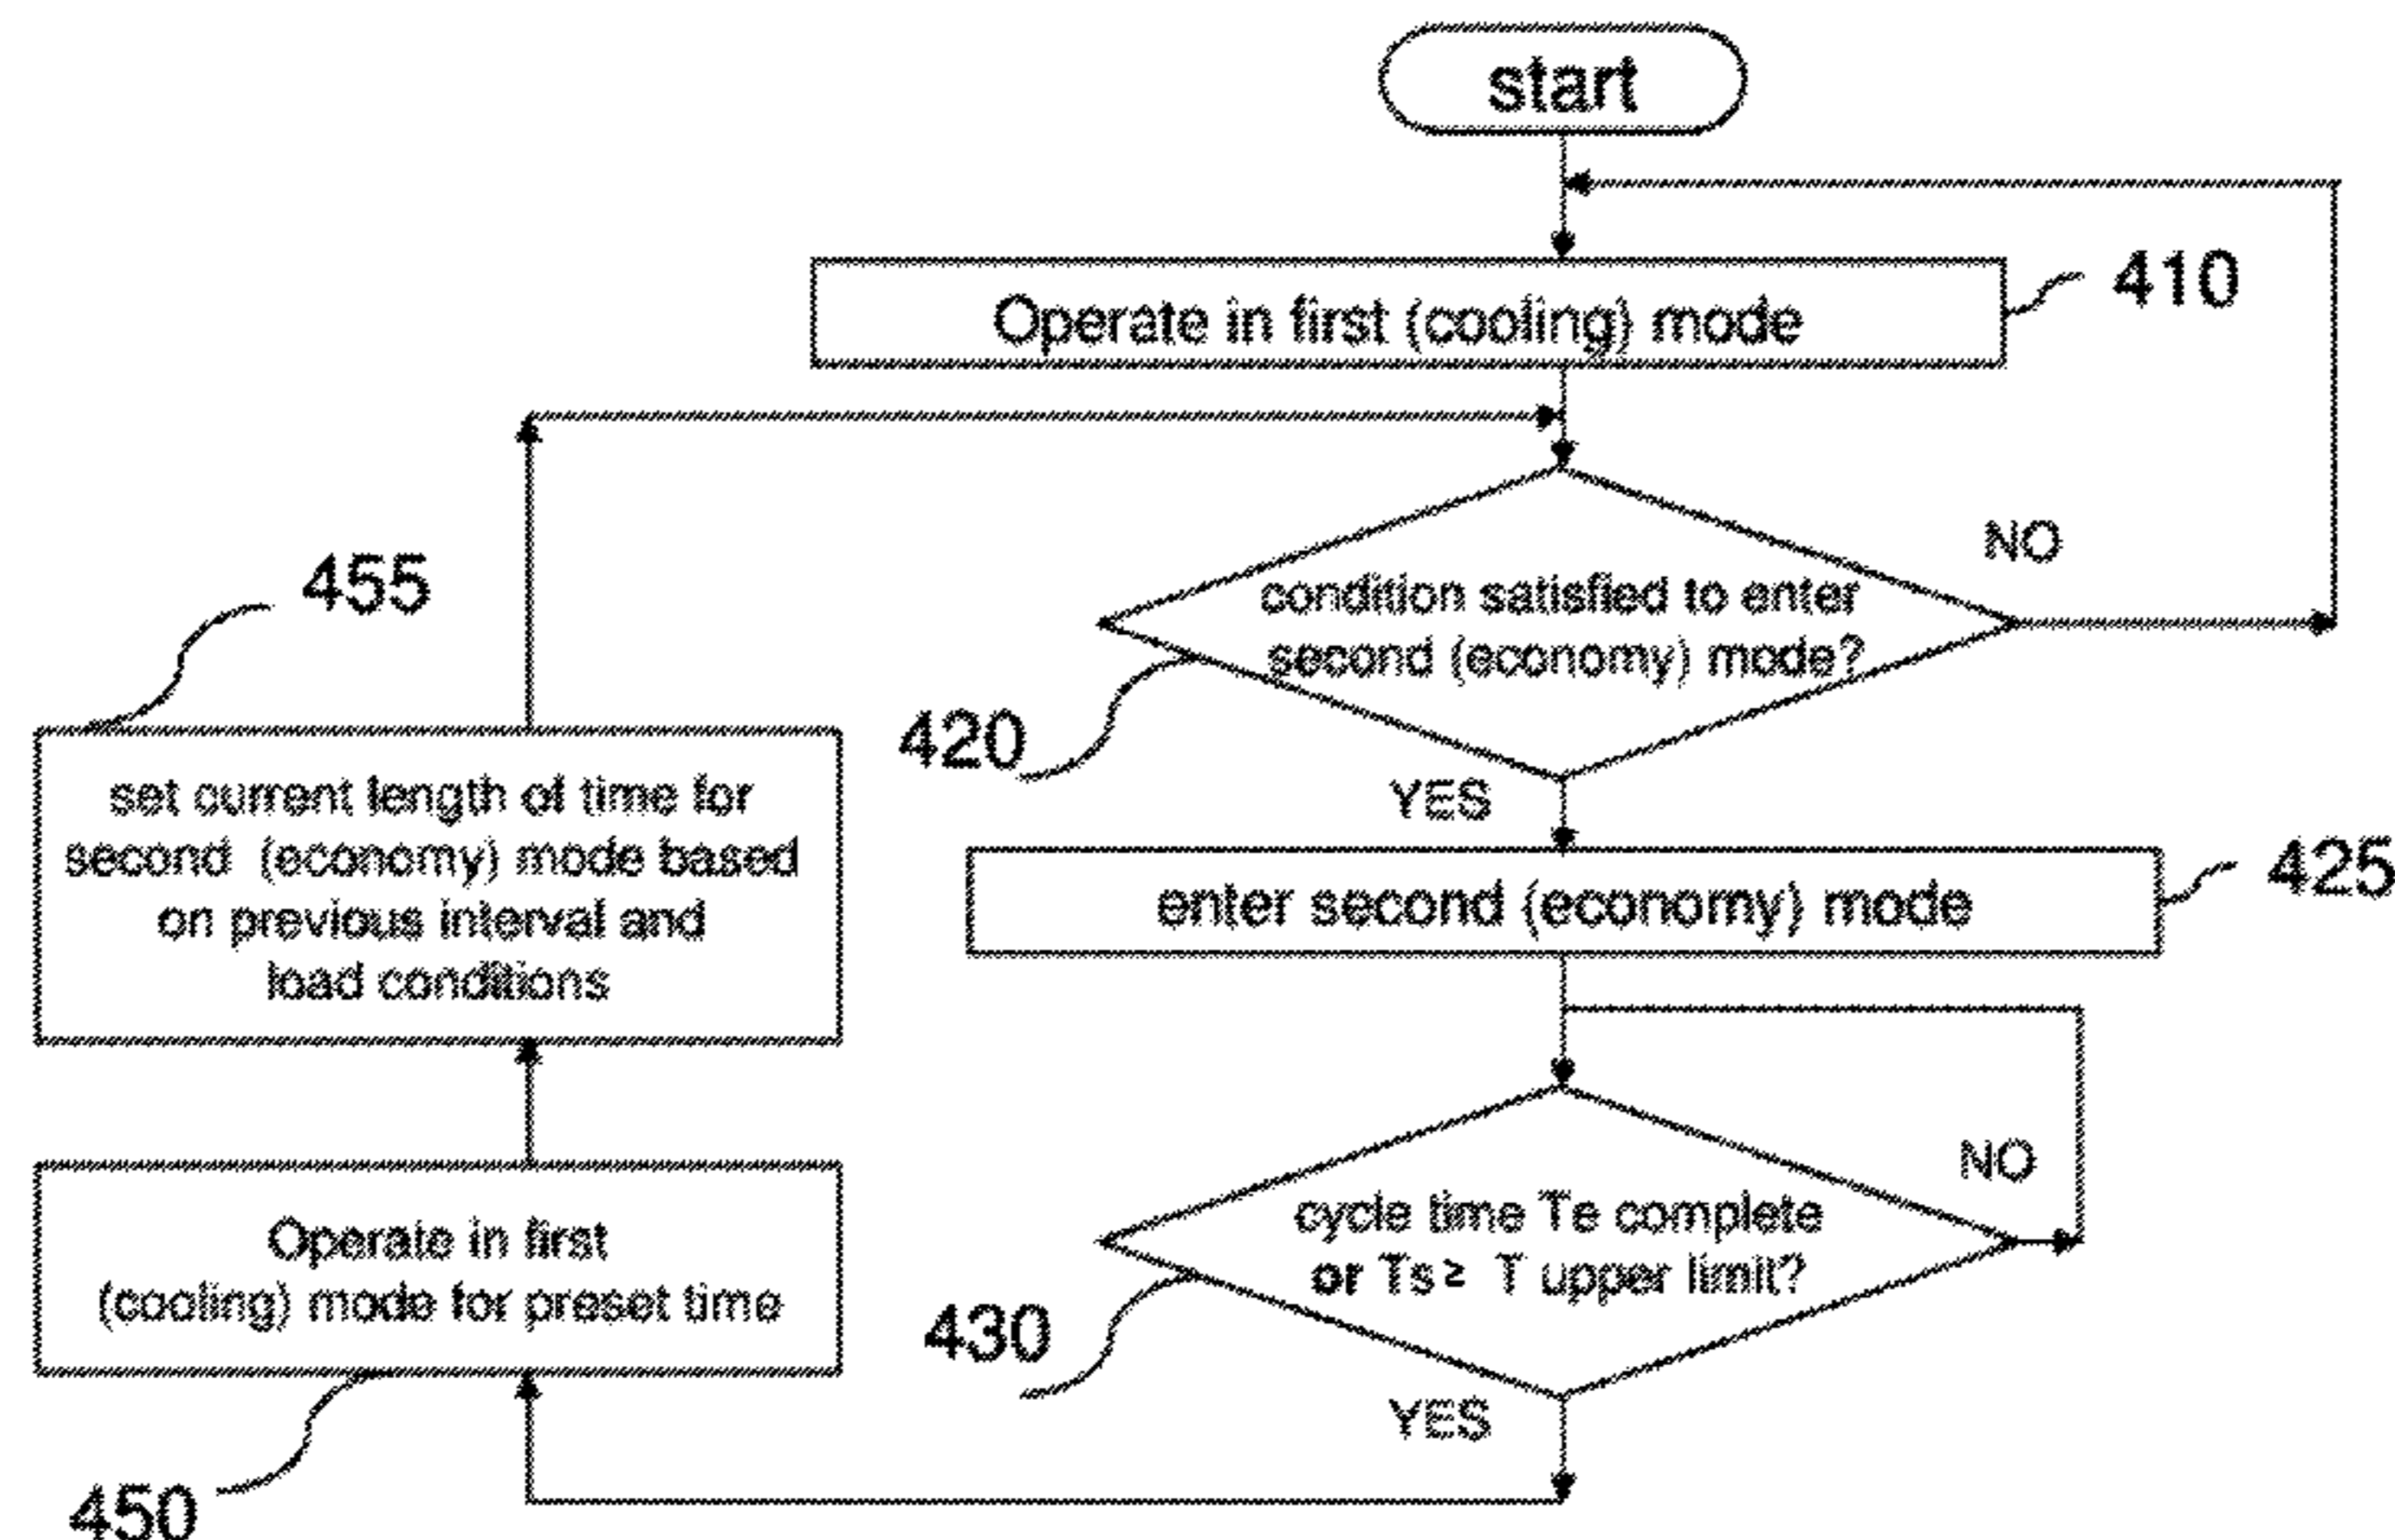 start
Operate in first (cooling) mode
410
condition satisfied to enter
second (economy) mode?
NO
420
YES
455
set current length of time for
second (economy) mode based
on previous interval and
load conditions
enter second (economy) mode
425
cycle time Te complete
or Ts ≥ T upper limit?
NO
430
YES
Operate in first
(cooling) mode for preset time
450